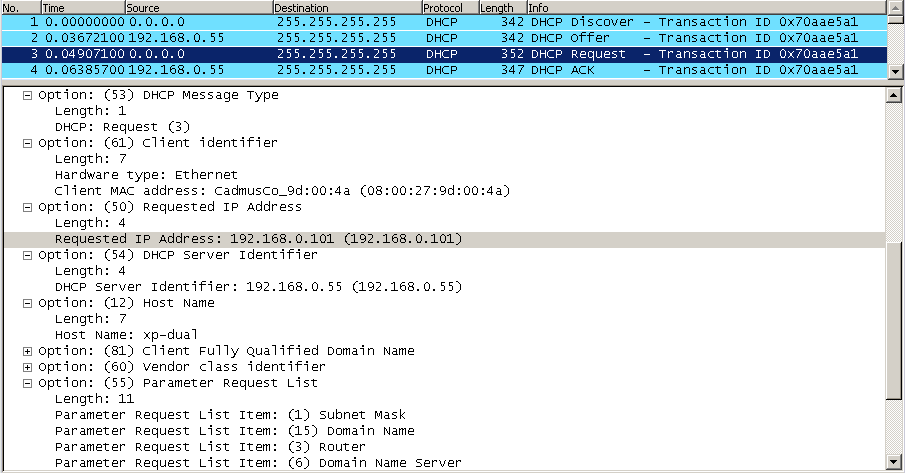 No. Time Source Destination Protocol Length Info
1 0.00000000 0.0.0.0 255.255.255.255 DHCP 342 DHCP Discover - Transaction ID 0x70aae5a1
2 0.03672100 192.168.0.55 255.255.255.255 DHCP 342 DHCP Offer - Transaction ID 0x70aae5a1
3 0.04907100 0.0.0.0 255.255.255.255 DHCP 352 DHCP Request - Transaction ID 0x70aae5a1
4 0.06385700 192.168.0.55 255.255.255.255 DHCP 347 DHCP ACK - Transaction ID 0x70aae5a1
Option: (53) DHCP Message Type
Length: 1
DHCP: Request (3)
Option: (61) Client identifier
Length: 7
Hardware type: Ethernet
Client MAC address: CadmusCo_9d:00:4a (08:00:27:9d:00:4a)
Option: (50) Requested IP Address
Length: 4
Requested IP Address: 192.168.0.101 (192.168.0.101)
Option: (54) DHCP Server Identifier
Length: 4
DHCP Server Identifier: 192.168.0.55 (192.168.0.55)
Option: (12) Host Name
Length: 7
Host Name: xp-dual
Option: (81) Client Fully Qualified Domain Name
Option: (60) Vendor class identifier
Option: (55) Parameter Request List
Length: 11
Parameter Request List Item: (1) Subnet Mask
Parameter Request List Item: (15) Domain Name
Parameter Request List Item: (3) Router
Parameter Request List Item: (6) Domain Name Server